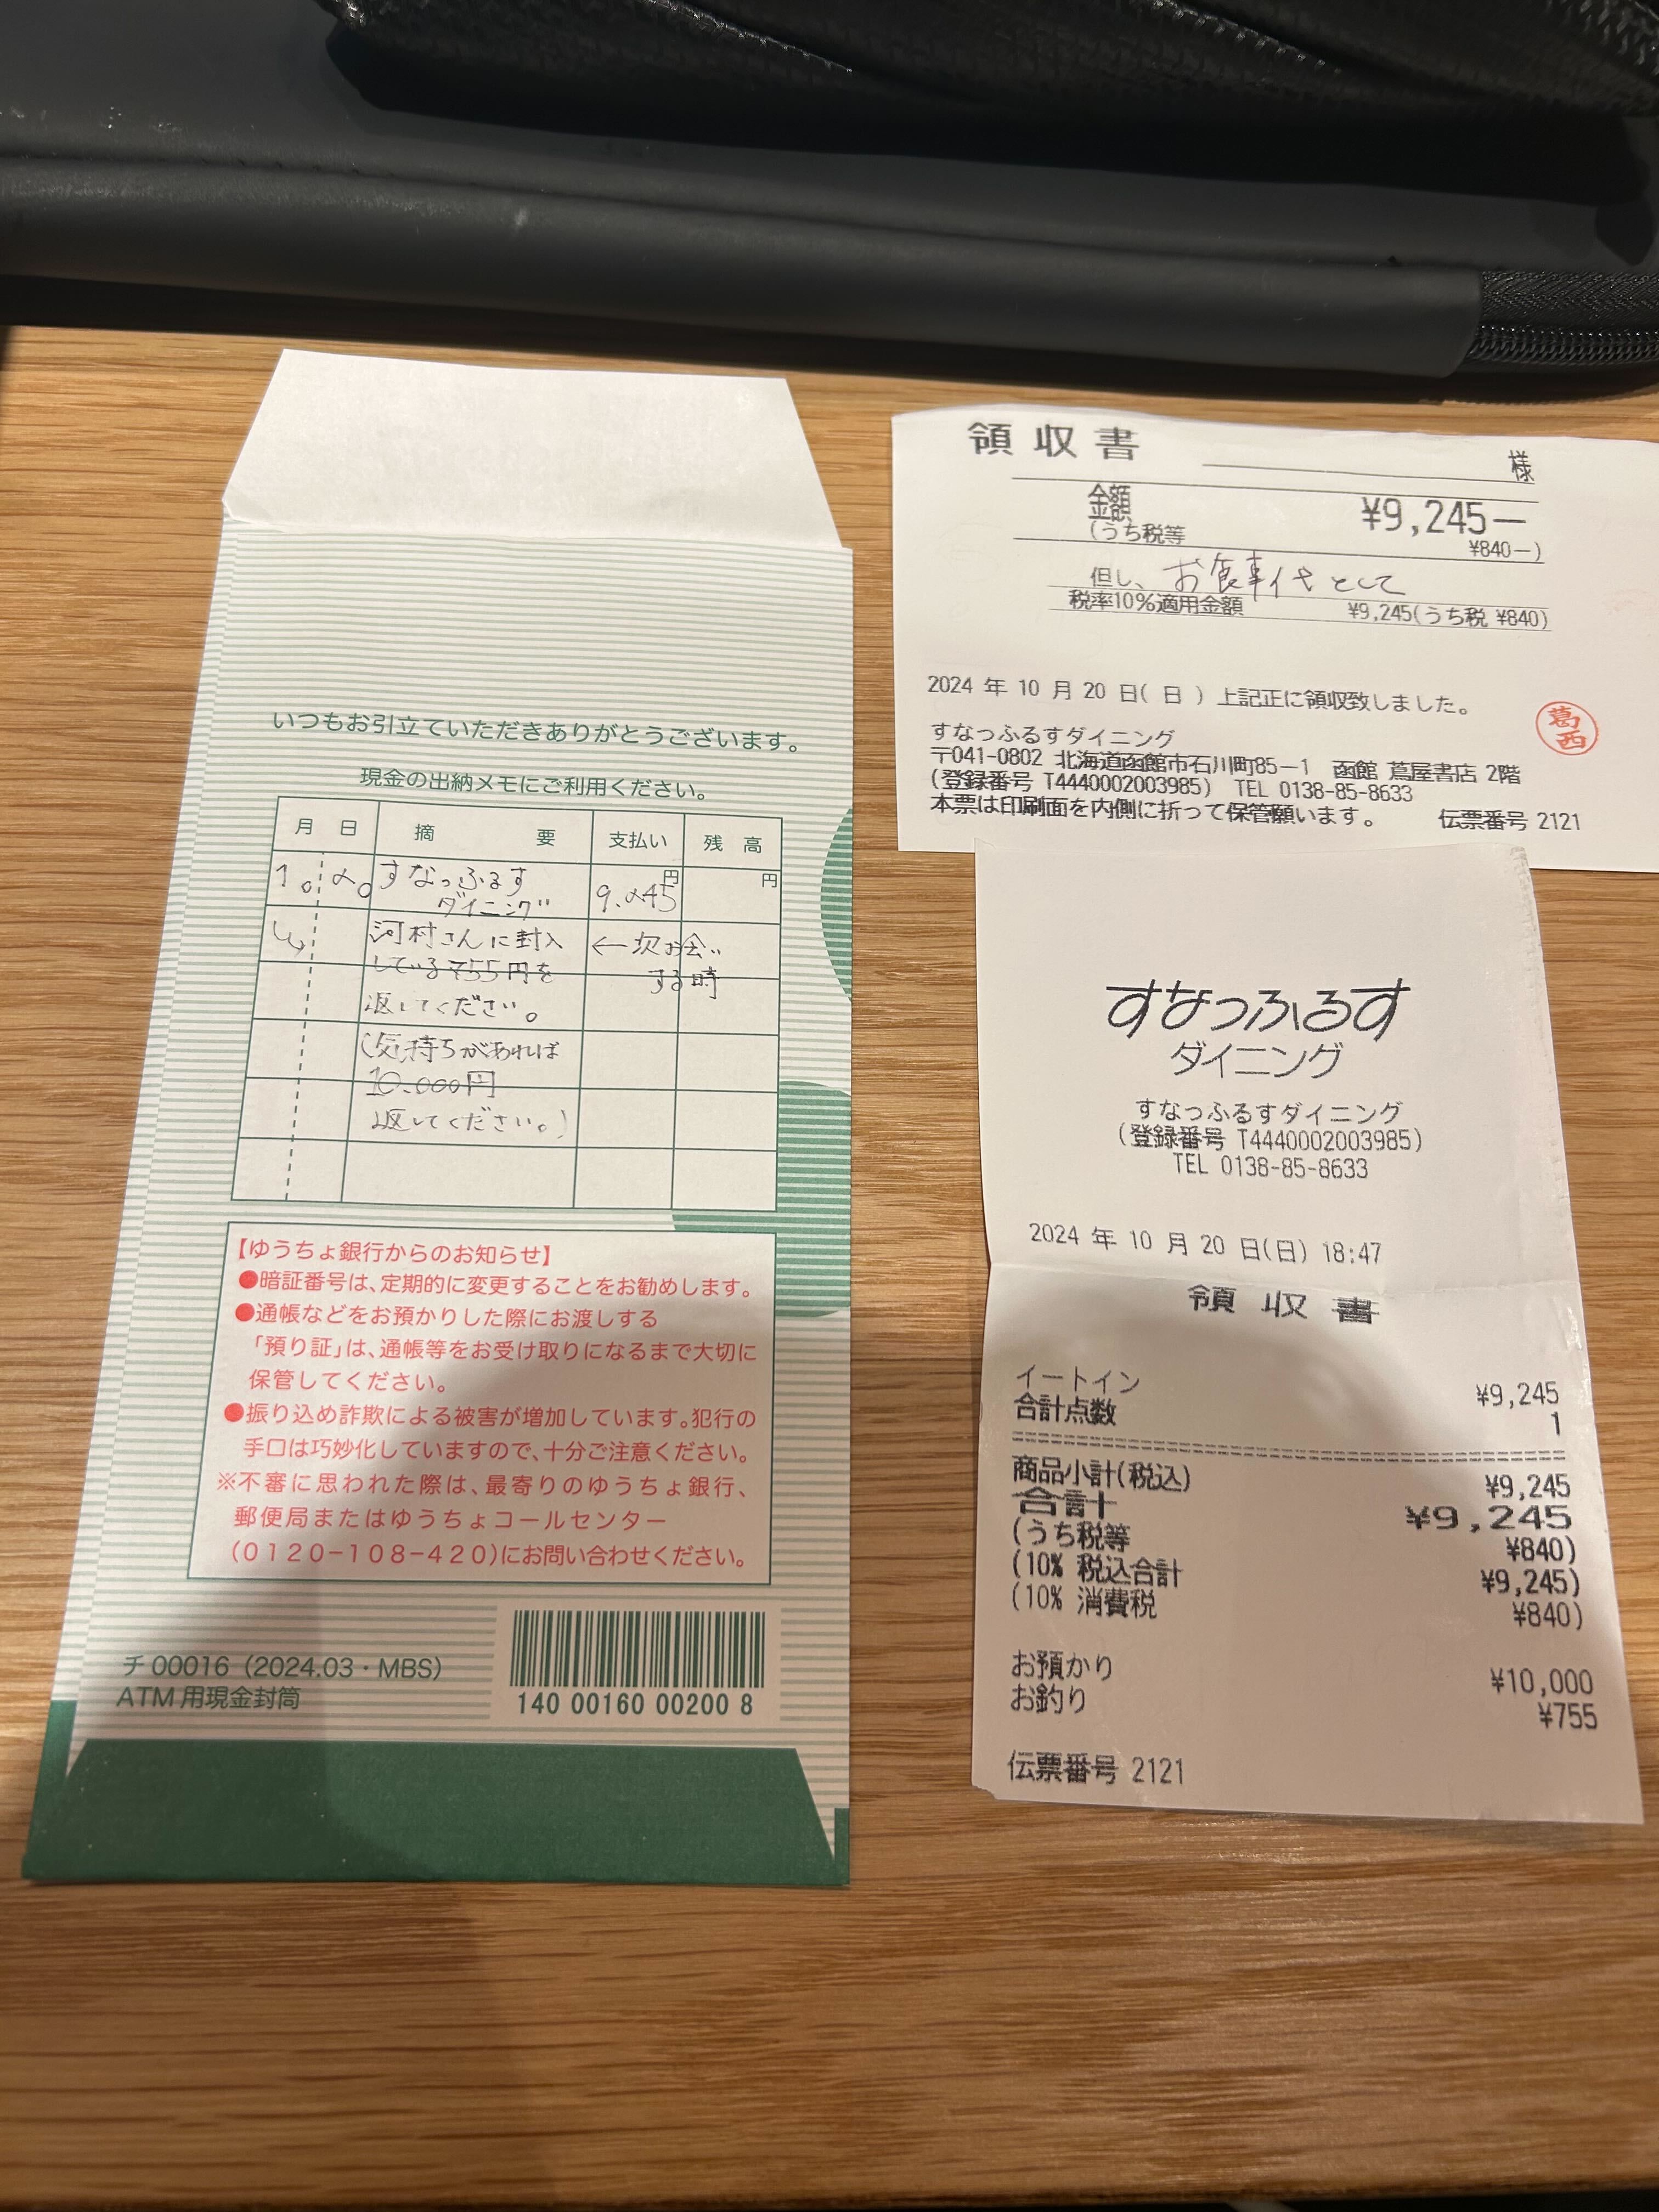 いつもお引立ていただきありがとうございます。
現金の出納メモにご利用ください。
月 日 摘 要 支払い 残 高
円 円
10 20 すなっふるす 9.245
ダイニング
↳ 河村さんに封入 ←次お会い
している755円を する時
返してください。
(気持ちがあれば
10.000円
返してください。)
【ゆうちょ銀行からのお知らせ】
●暗証番号は、定期的に変更することをお勧めします。
●通帳などをお預かりした際にお渡しする
「預り証」は、通帳等をお受け取りになるまで大切に
保管してください。
●振り込め詐欺による被害が増加しています。犯行の
手口は巧妙化していますので、十分ご注意ください。
※不審に思われた際は、最寄りのゆうちょ銀行、
郵便局またはゆうちょコールセンター
(0120-108-420)にお問い合わせください。
チ00016(2024.03・MBS)
ATM用現金封筒
140 00160 00200 8
領収書
様
金額 ¥9,245-
(うち税等 ¥840-)
但し、お食事代として
税率10%適用金額 ¥9,245(うち税 ¥840)
2024 年 10 月 20 日( 日 ) 上記正に領収致しました。
葛西
すなっふるすダイニング
〒041-0802 北海道函館市石川町85-1 函館 蔦屋書店 2階
(登録番号 T4440002003985) TEL 0138-85-8633
本票は印刷面を内側に折って保管願います。 伝票番号 2121
すなっふるす
ダイニング
すなっふるすダイニング
(登録番号 T4440002003985)
TEL 0138-85-8633
2024 年 10 月 20 日(日) 18:47
領 収 書
イートイン ¥9,245
合計点数 1
商品小計(税込) ¥9,245
合計 ¥9,245
(うち税等 ¥840)
(10% 税込合計 ¥9,245)
(10% 消費税 ¥840)
お預かり ¥10,000
お釣り ¥755
伝票番号 2121